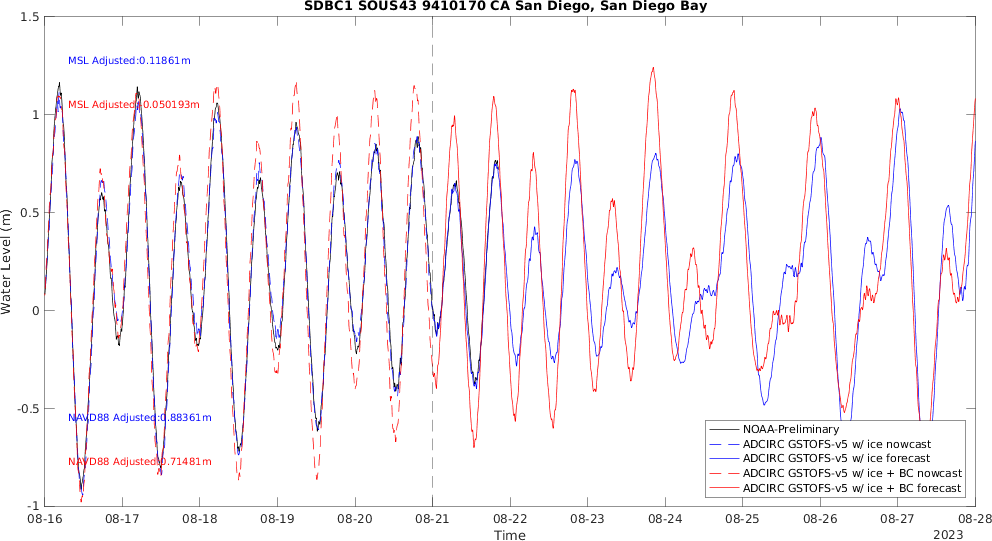 SDBC1 SOUS43 9410170 CA San Diego, San Diego Bay
1.5
MSL Adjusted:0.11861m
MSL Adjusted:-0.050193m
1
0.5
Water Level (m)
0
-0.5
NAVD88 Adjusted:0.88361m
NAVD88 Adjusted:0.71481m
NOAA-Preliminary
ADCIRC GSTOFS-v5 w/ ice nowcast
ADCIRC GSTOFS-v5 w/ ice forecast
ADCIRC GSTOFS-v5 w/ ice + BC nowcast
ADCIRC GSTOFS-v5 w/ ice + BC forecast
-1
08-16 08-17 08-18 08-19 08-20 08-21 08-22 08-23 08-24 08-25 08-26 08-27 08-28
Time
2023